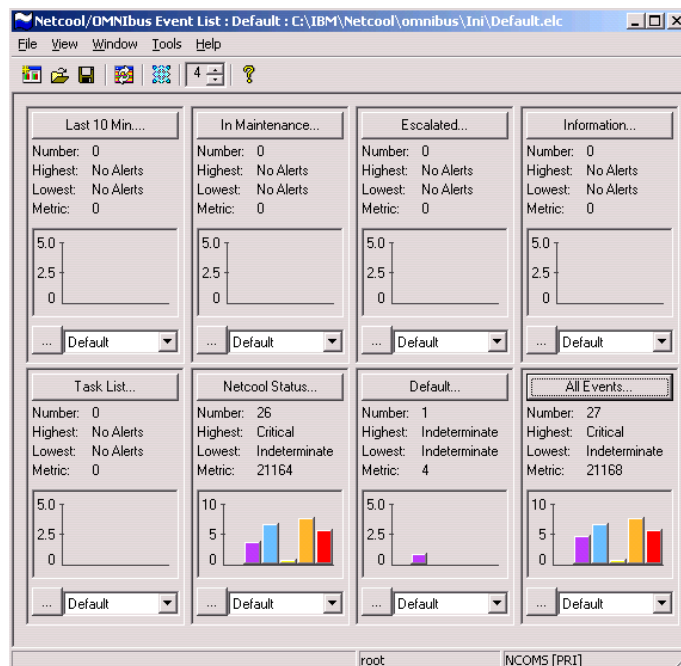 Netcool/OMNIbus Event List : Default : C:\IBM\Netcool\omnibus\Ini\Default.elc
File View Window Tools Help
4
Last 10 Min.... In Maintenance... Escalated... Information...
Number: 0 Number: 0 Number: 0 Number: 0
Highest: No Alerts Highest: No Alerts Highest: No Alerts Highest: No Alerts
Lowest: No Alerts Lowest: No Alerts Lowest: No Alerts Lowest: No Alerts
Metric: 0 Metric: 0 Metric: 0 Metric: 0
5.0 5.0 5.0 5.0
2.5 2.5 2.5 2.5
0 0 0 0
... Default ... Default ... Default ... Default
Task List... Netcool Status... Default... All Events...
Number: 0 Number: 26 Number: 1 Number: 27
Highest: No Alerts Highest: Critical Highest: Indeterminate Highest: Critical
Lowest: No Alerts Lowest: Indeterminate Lowest: Indeterminate Lowest: Indeterminate
Metric: 0 Metric: 21164 Metric: 4 Metric: 21168
5.0 10 5.0 10
2.5 5 2.5 5
0 0 0 0
... Default ... Default ... Default ... Default
root NCOMS [PRI]